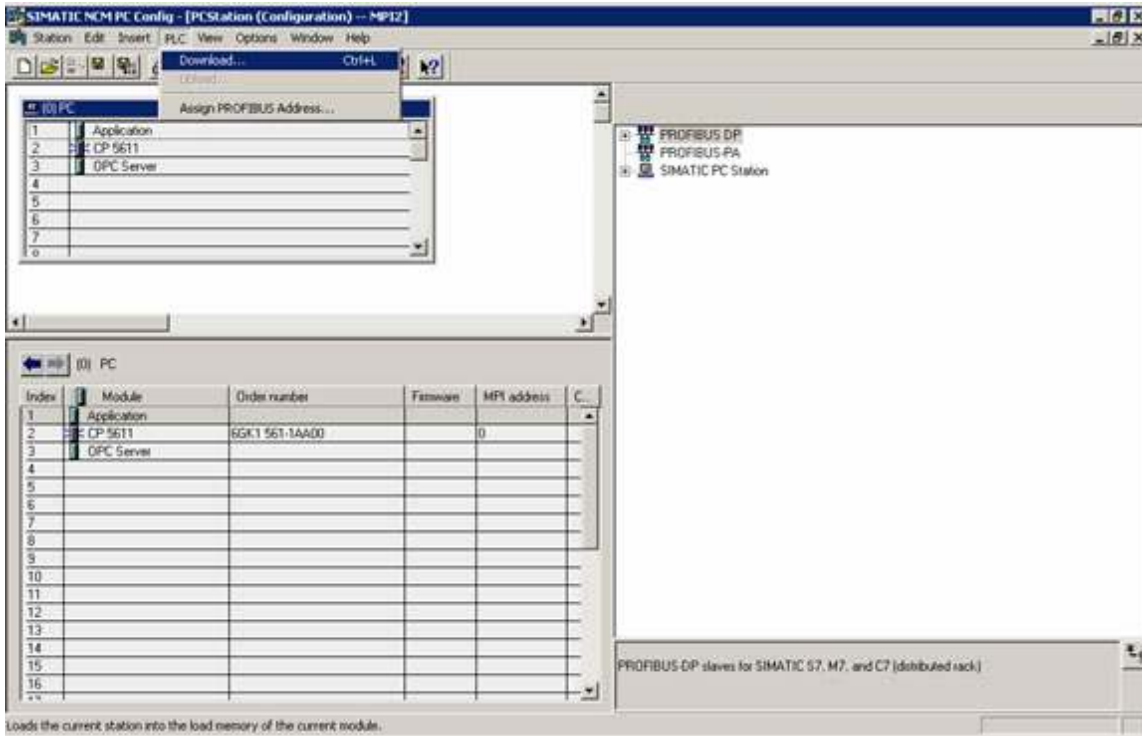 SIMATIC NCM PC Config - [PCStation (Configuration) -- MPI2]
Station Edit Insert PLC View Options Window Help
Download... Ctrl+L
Upload...
Assign PROFIBUS Address...
(0) PC
1 Application
2 CP 5611
3 OPC Server
4
5
6
7
8
PROFIBUS DP
PROFIBUS-PA
SIMATIC PC Station
(0) PC
Index Module Order number Firmware MPI address C...
1 Application
2 CP 5611 6GK1 561-1AA00 0
3 OPC Server
4
5
6
7
8
9
10
11
12
13
14
15
16
17
PROFIBUS-DP slaves for SIMATIC S7, M7, and C7 (distributed rack)
Loads the current station into the load memory of the current module.